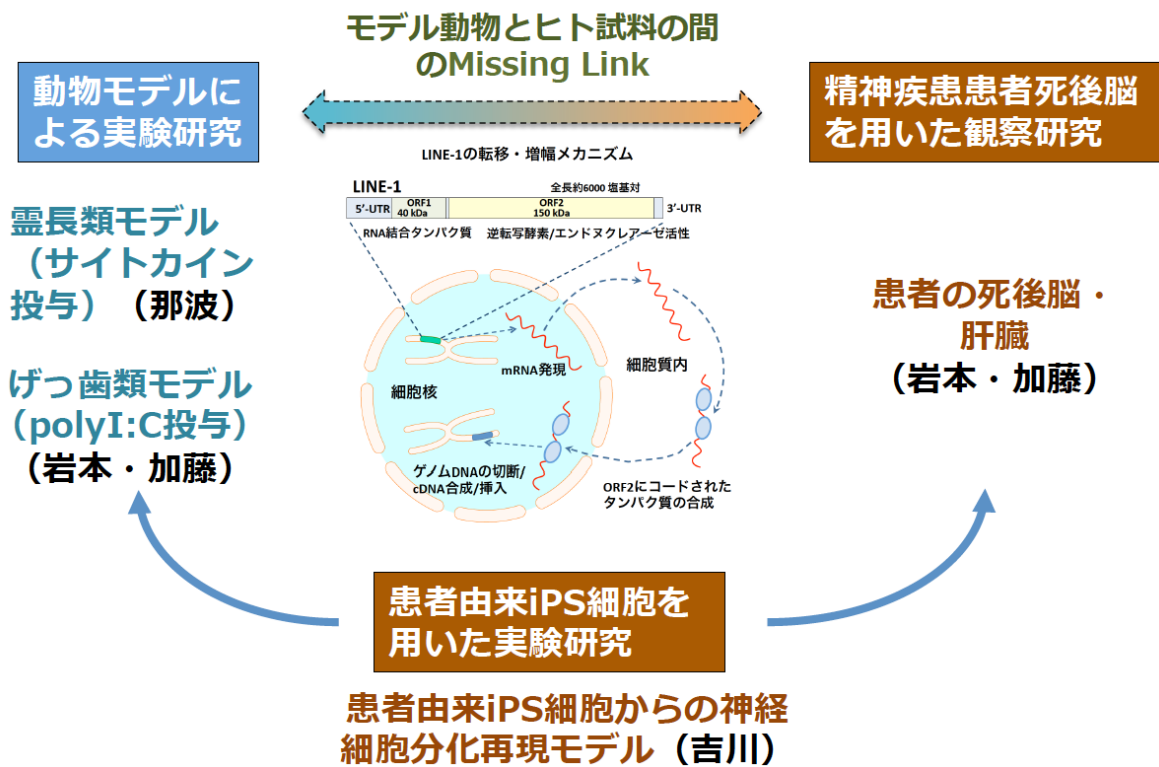 モデル動物とヒト試料の間
のMissing Link
動物モデルに
よる実験研究
精神疾患患者死後脳
を用いた観察研究
LINE-1の転移・増幅メカニズム
LINE-1
全長約6000 塩基対
5'-UTR
ORF1
40 kDa
ORF2
150 kDa
3'-UTR
RNA結合タンパク質
逆転写酵素/エンドヌクレアーゼ活性
霊長類モデル
（サイトカイン
投与）（那波）
げっ歯類モデル
（polyI:C投与）
（岩本・加藤）
mRNA発現
細胞質内
細胞核
ゲノムDNAの切断/
cDNA合成/挿入
ORF2にコードされた
タンパク質の合成
患者の死後脳・
肝臓
（岩本・加藤）
患者由来iPS細胞を
用いた実験研究
患者由来iPS細胞からの神経
細胞分化再現モデル（吉川）